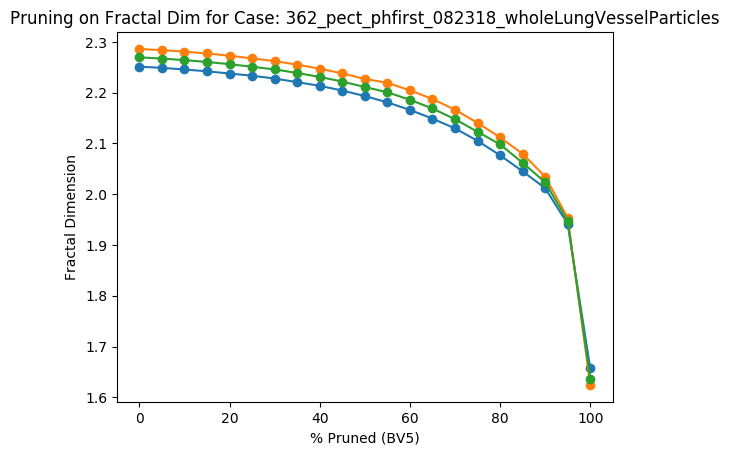 Pruning on Fractal Dim for Case: 362_pect_phfirst_082318_wholeLungVesselParticles
2.3
2.2
2.1
2.0
1.9
1.8
1.7
1.6
Fractal Dimension
0 20 40 60 80 100
% Pruned (BV5)